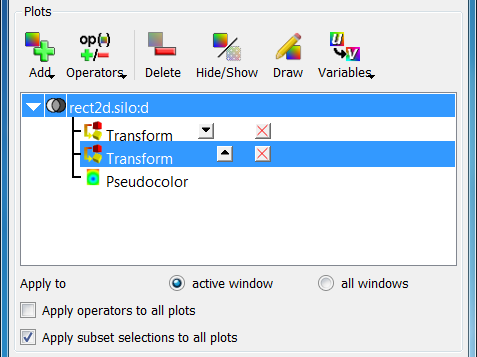 Plots
op(·) +/- U V
Add Operators Delete Hide/Show Draw Variables
rect2d.silo:d
Transform
Transform
Pseudocolor
Apply to active window all windows
Apply operators to all plots
Apply subset selections to all plots